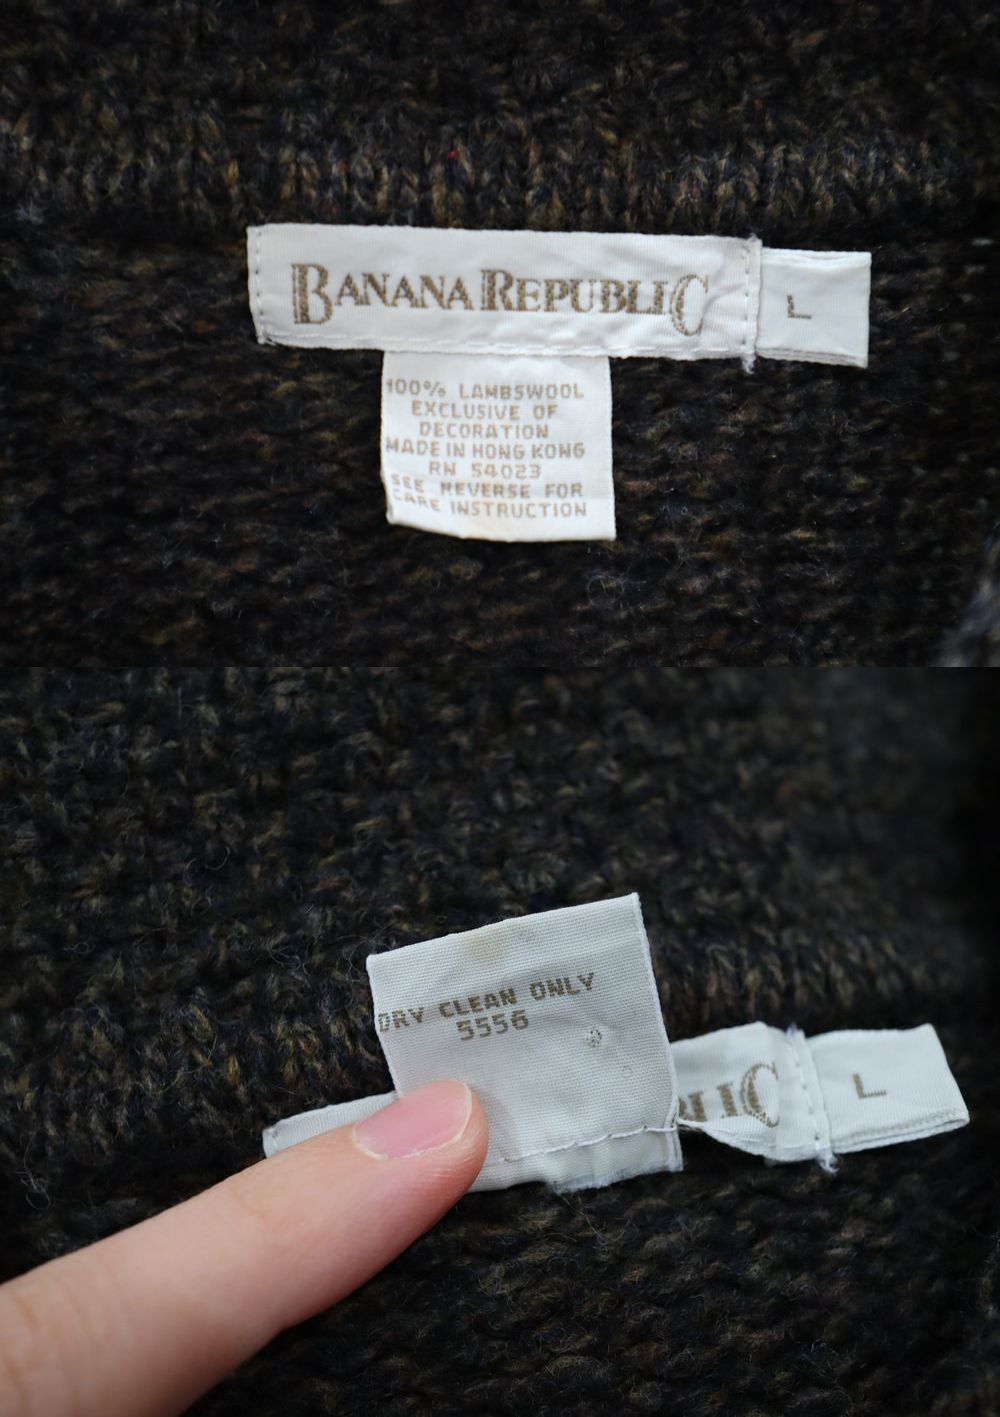 BANANA REPUBLIC
L
100% LAMBSWOOL
EXCLUSIVE OF
DECORATION
MADE IN HONG KONG
RN 54023
SEE REVERSE FOR
CARE INSTRUCTION
DRY CLEAN ONLY
5556
LIC
L